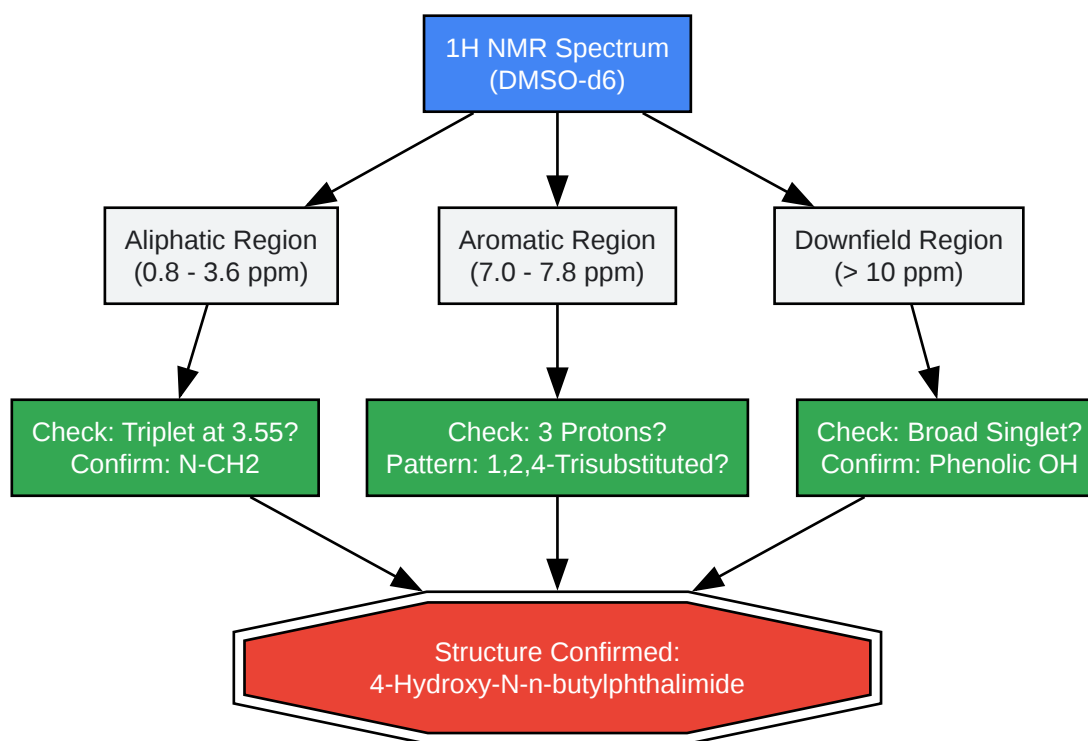 1H NMR Spectrum
(DMSO-d6)
Aliphatic Region
(0.8 - 3.6 ppm)
Aromatic Region
(7.0 - 7.8 ppm)
Downfield Region
(> 10 ppm)
Check: Triplet at 3.55?
Confirm: N-CH2
Check: 3 Protons?
Pattern: 1,2,4-Trisubstituted?
Check: Broad Singlet?
Confirm: Phenolic OH
Structure Confirmed:
4-Hydroxy-N-n-butylphthalimide